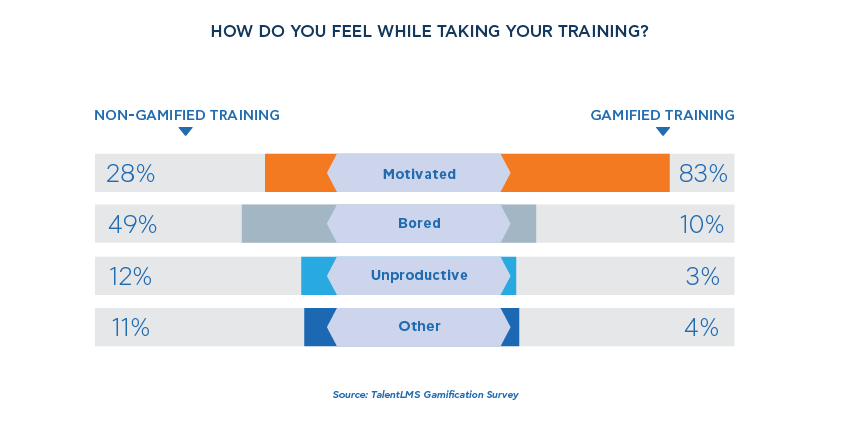 HOW DO YOU FEEL WHILE TAKING YOUR TRAINING?
NON-GAMIFIED TRAINING
GAMIFIED TRAINING
28%
Motivated
83%
49%
Bored
10%
12%
Unproductive
3%
11%
Other
4%
Source: TalentLMS Gamification Survey